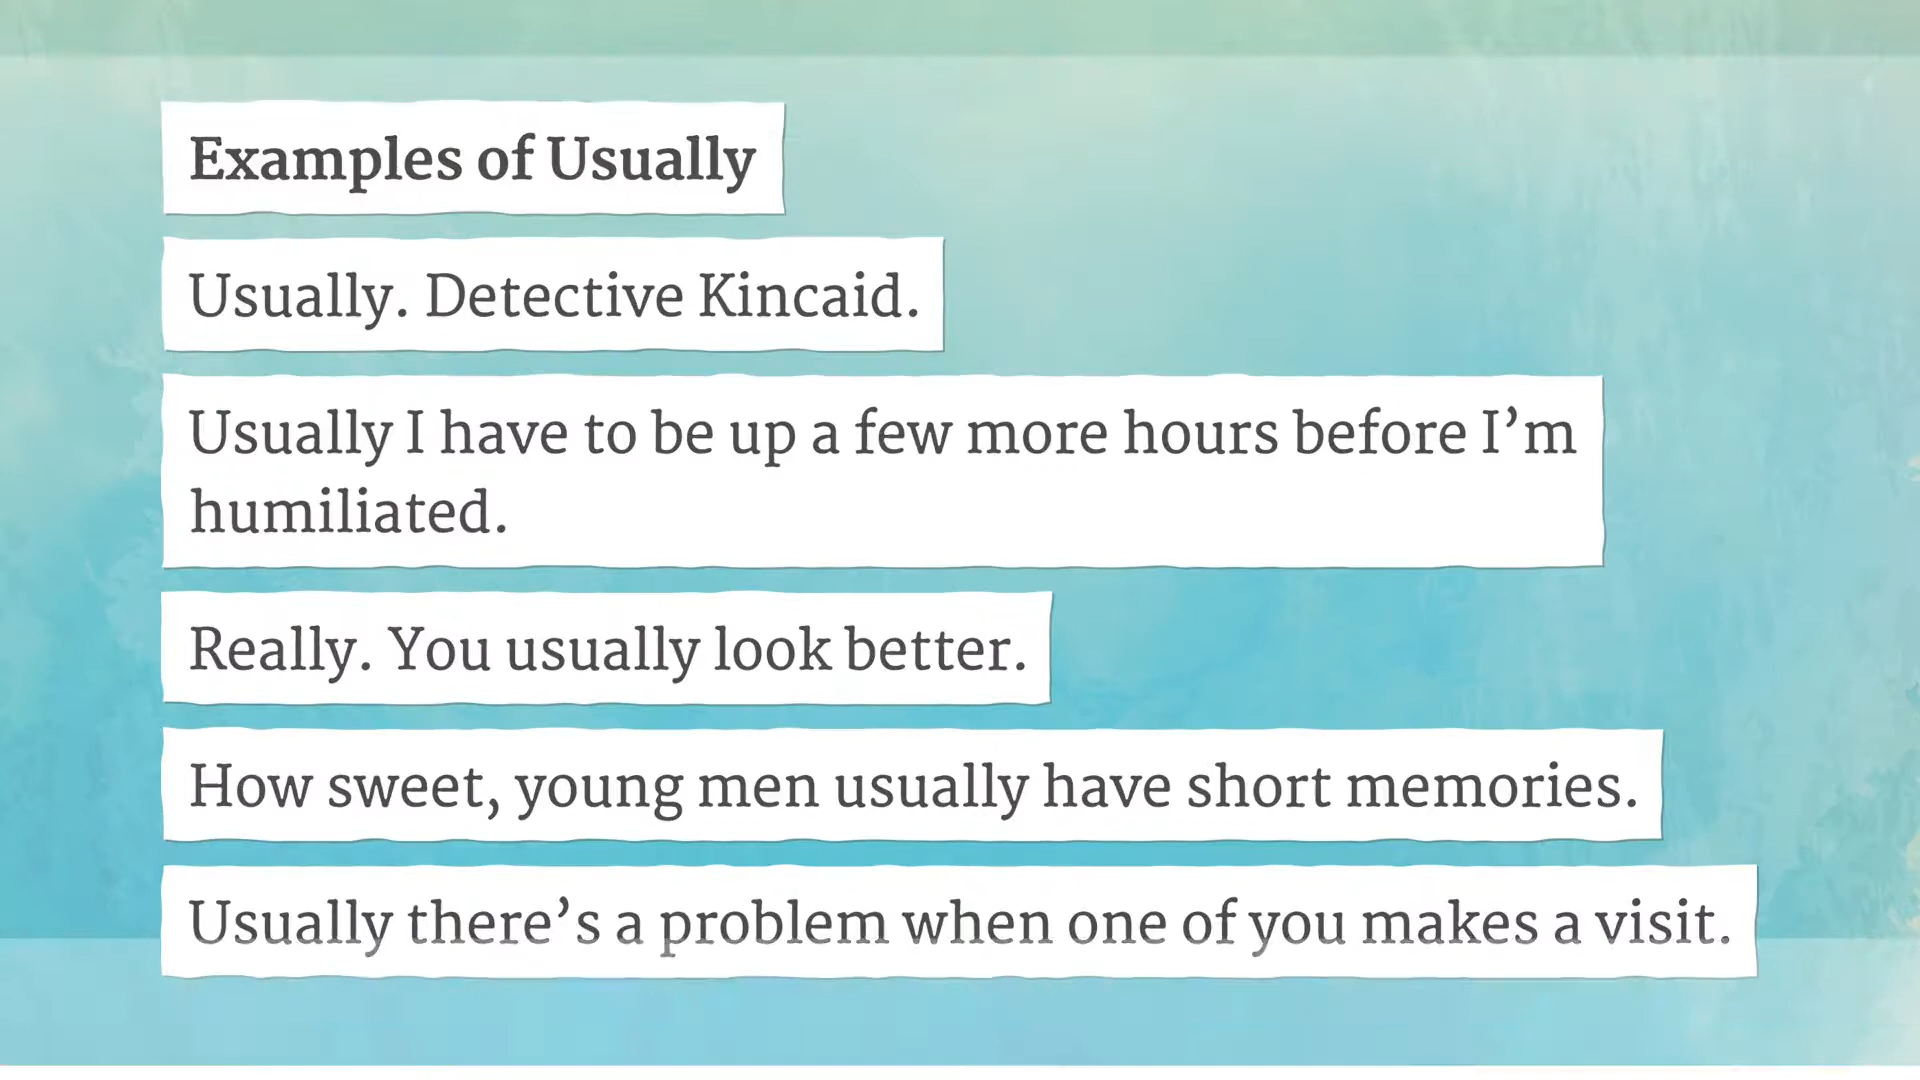 Examples of Usually
Usually. Detective Kincaid.
Usually I have to be up a few more hours before I’m
humiliated.
Really. You usually look better.
How sweet, young men usually have short memories.
Usually there’s a problem when one of you makes a visit.